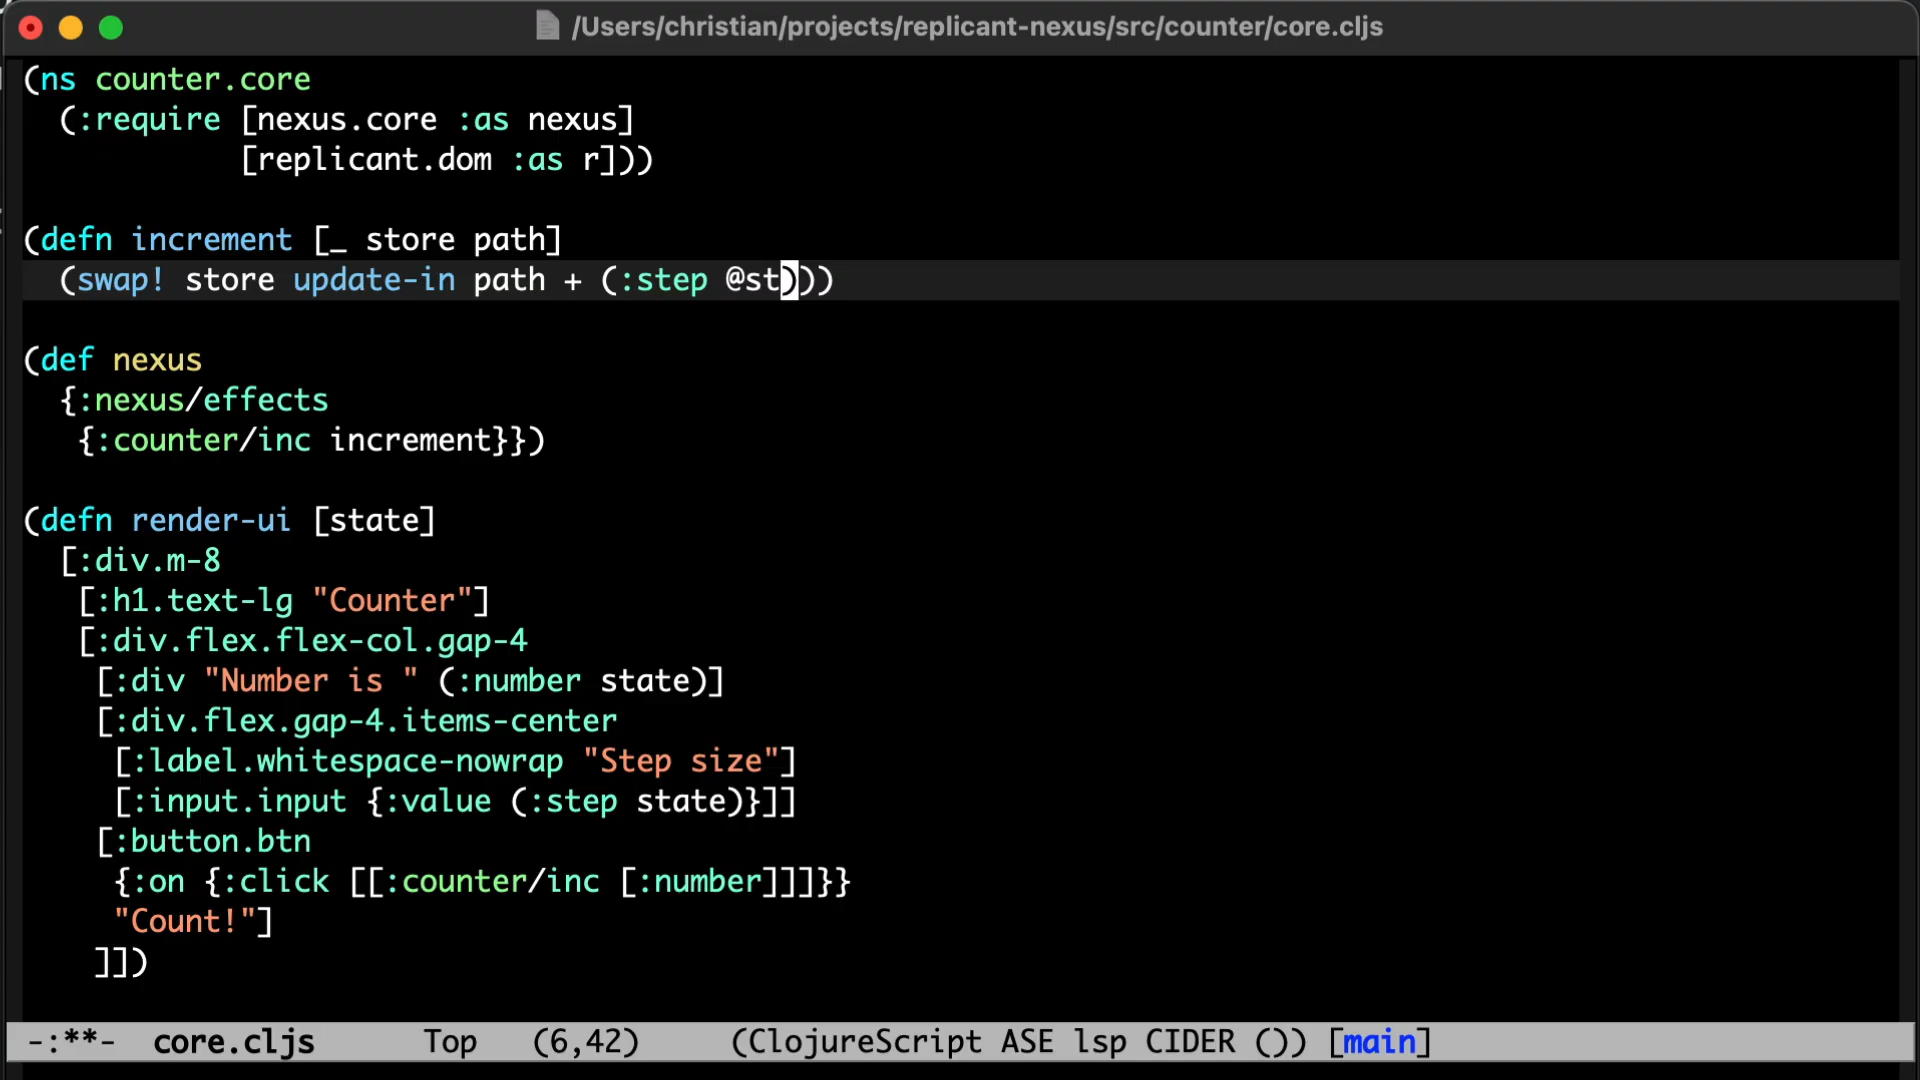 /Users/christian/projects/replicant-nexus/src/counter/core.cljs
(ns counter.core
  (:require [nexus.core :as nexus]
            [replicant.dom :as r]))

(defn increment [_ store path]
  (swap! store update-in path + (:step @st)))

(def nexus
  {:nexus/effects
   {:counter/inc increment}})

(defn render-ui [state]
  [:div.m-8
   [:h1.text-lg "Counter"]
   [:div.flex.flex-col.gap-4
    [:div "Number is " (:number state)]
    [:div.flex.gap-4.items-center
     [:label.whitespace-nowrap "Step size"]
     [:input.input {:value (:step state)}]]
    [:button.btn
     {:on {:click [[:counter/inc [:number]]]}}
     "Count!"]
    ]])
-:**-  core.cljs      Top   (6,42)     (ClojureScript ASE lsp CIDER ()) [main]